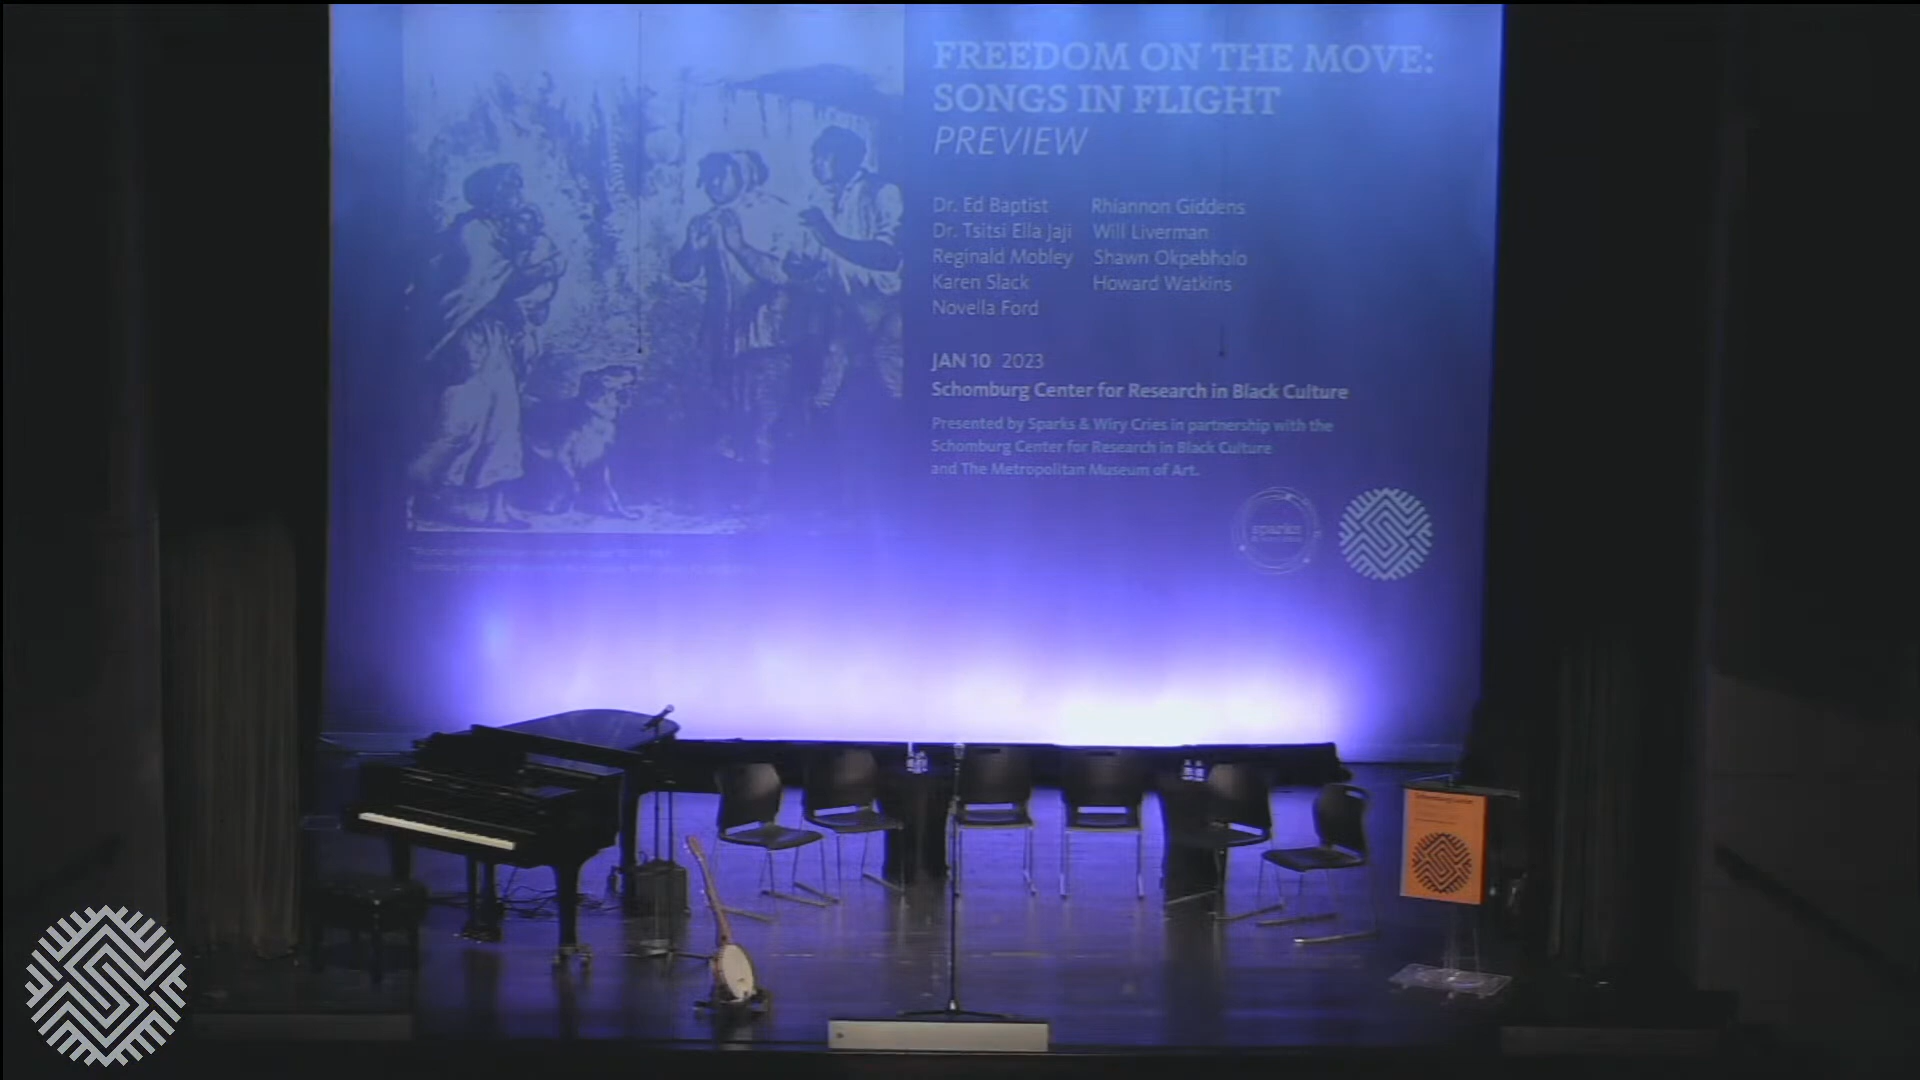 FREEDOM ON THE MOVE:
SONGS IN FLIGHT
PREVIEW
Dr. Ed Baptist
Dr. Tsitsi Ella Jaji
Reginald Mobley
Karen Slack
Novella Ford
Rhiannon Giddens
Will Liverman
Shawn Okpebholo
Howard Watkins
JAN 10 2023
Schomburg Center for Research in Black Culture
Presented by Sparks & Wiry Cries in partnership with the
Schomburg Center for Research in Black Culture
and The Metropolitan Museum of Art.
sparks